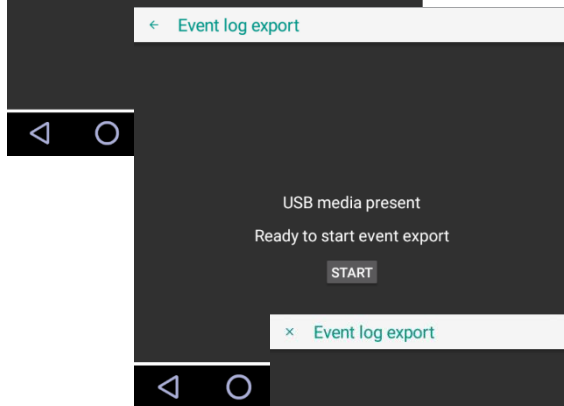 Event log export
USB media present
Ready to start event export
START
Event log export